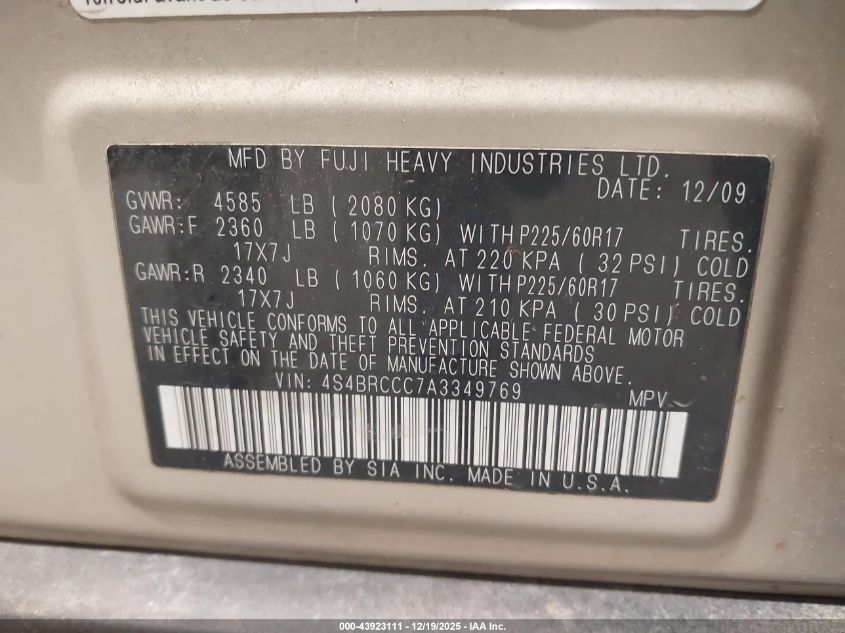 MFD BY FUJI HEAVY INDUSTRIES LTD.
DATE: 12/09
GVWR: 4585 LB ( 2080 KG)
GAWR:F 2360 LB ( 1070 KG) WITH P225/60R17 TIRES.
17X7J RIMS. AT 220 KPA ( 32 PSI) COLD
GAWR:R 2340 LB ( 1060 KG) WITH P225/60R17 TIRES.
17X7J RIMS. AT 210 KPA ( 30 PSI) COLD
THIS VEHICLE CONFORMS TO ALL APPLICABLE FEDERAL MOTOR
VEHICLE SAFETY AND THEFT PREVENTION STANDARDS
IN EFFECT ON THE DATE OF MANUFACTURE SHOWN ABOVE.
VIN: 4S4BRCCC7A3349769 MPV
ASSEMBLED BY SIA INC. MADE IN U.S.A.
000-43923111 - 12/19/2025 - IAA Inc.